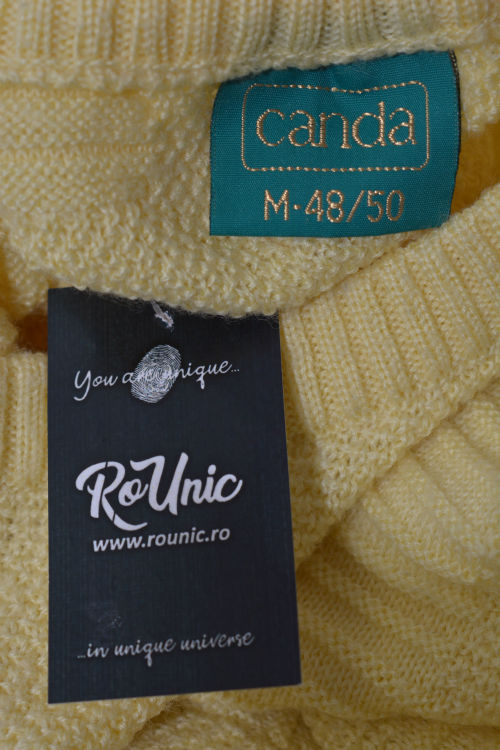 canda
M·48/50
You are unique...
RoUnic
www.rounic.ro
...in unique universe